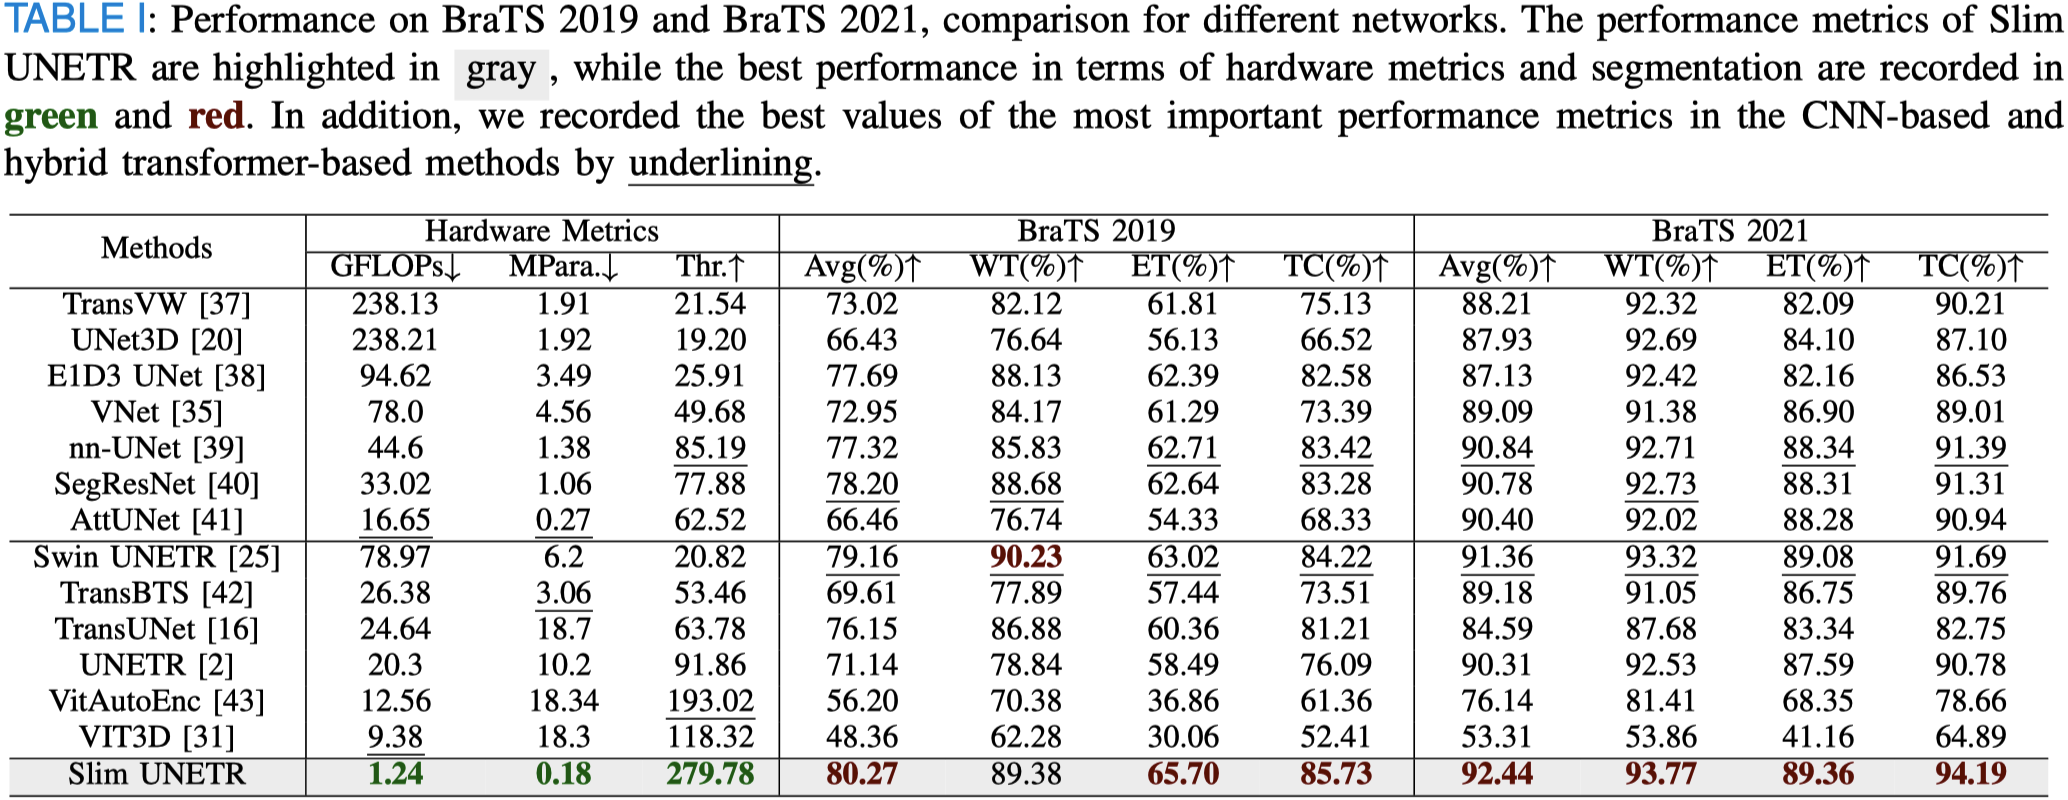 TABLE I: Performance on BraTS 2019 and BraTS 2021, comparison for different networks. The performance metrics of Slim
UNETR are highlighted in gray , while the best performance in terms of hardware metrics and segmentation are recorded in
green and red. In addition, we recorded the best values of the most important performance metrics in the CNN-based and
hybrid transformer-based methods by underlining.
Methods Hardware Metrics BraTS 2019 BraTS 2021
GFLOPs↓ MPara.↓ Thr.↑ Avg(%)↑ WT(%)↑ ET(%)↑ TC(%)↑ Avg(%)↑ WT(%)↑ ET(%)↑ TC(%)↑
TransVW [37] 238.13 1.91 21.54 73.02 82.12 61.81 75.13 88.21 92.32 82.09 90.21
UNet3D [20] 238.21 1.92 19.20 66.43 76.64 56.13 66.52 87.93 92.69 84.10 87.10
E1D3 UNet [38] 94.62 3.49 25.91 77.69 88.13 62.39 82.58 87.13 92.42 82.16 86.53
VNet [35] 78.0 4.56 49.68 72.95 84.17 61.29 73.39 89.09 91.38 86.90 89.01
nn-UNet [39] 44.6 1.38 85.19 77.32 85.83 62.71 83.42 90.84 92.71 88.34 91.39
SegResNet [40] 33.02 1.06 77.88 78.20 88.68 62.64 83.28 90.78 92.73 88.31 91.31
AttUNet [41] 16.65 0.27 62.52 66.46 76.74 54.33 68.33 90.40 92.02 88.28 90.94
Swin UNETR [25] 78.97 6.2 20.82 79.16 90.23 63.02 84.22 91.36 93.32 89.08 91.69
TransBTS [42] 26.38 3.06 53.46 69.61 77.89 57.44 73.51 89.18 91.05 86.75 89.76
TransUNet [16] 24.64 18.7 63.78 76.15 86.88 60.36 81.21 84.59 87.68 83.34 82.75
UNETR [2] 20.3 10.2 91.86 71.14 78.84 58.49 76.09 90.31 92.53 87.59 90.78
VitAutoEnc [43] 12.56 18.34 193.02 56.20 70.38 36.86 61.36 76.14 81.41 68.35 78.66
VIT3D [31] 9.38 18.3 118.32 48.36 62.28 30.06 52.41 53.31 53.86 41.16 64.89
Slim UNETR 1.24 0.18 279.78 80.27 89.38 65.70 85.73 92.44 93.77 89.36 94.19